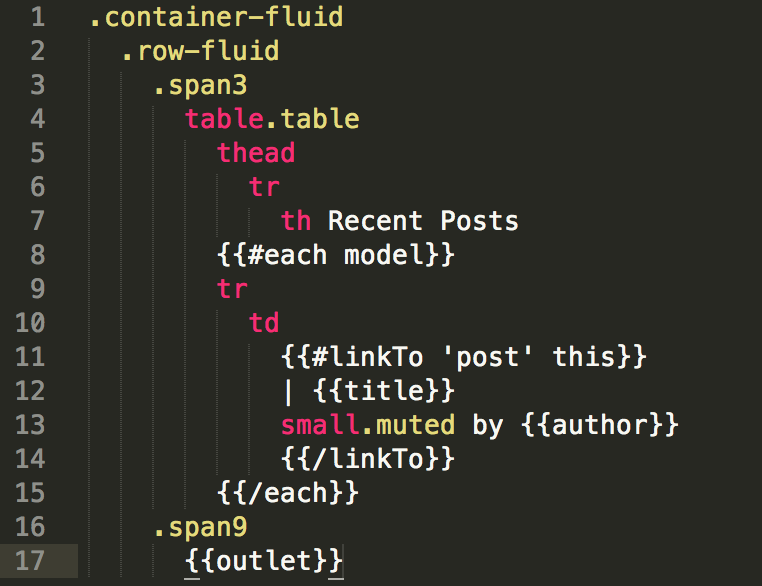 1 .container-fluid
2 .row-fluid
3 .span3
4 table.table
5 thead
6 tr
7 th Recent Posts
8 {{#each model}}
9 tr
10 td
11 {{#linkTo 'post' this}}
12 | {{title}}
13 small.muted by {{author}}
14 {{/linkTo}}
15 {{/each}}
16 .span9
17 {{outlet}}